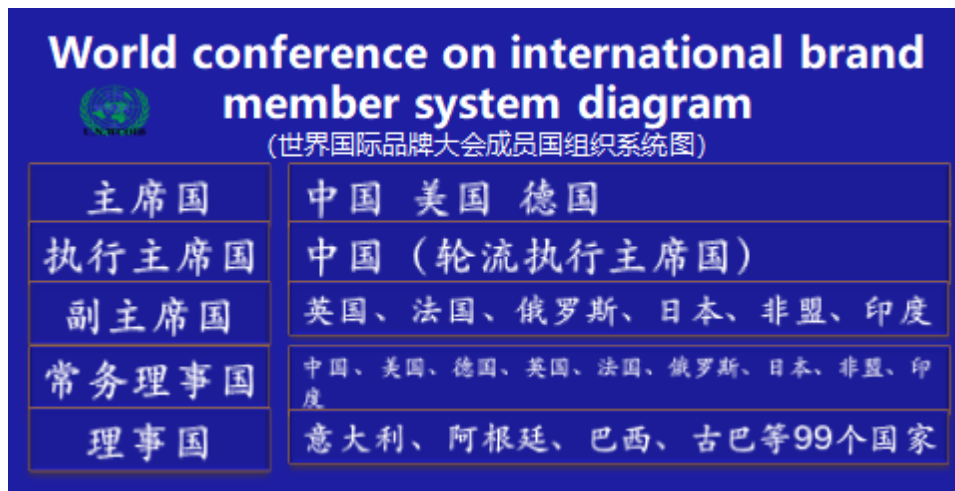 World conference on international brand
member system diagram
(世界国际品牌大会成员国组织系统图)
主席国 中国 美国 德国
执行主席国 中国（轮流执行主席国）
副主席国 英国、法国、俄罗斯、日本、非盟、印度
常务理事国 中国、美国、德国、英国、法国、俄罗斯、日本、非盟、印
度
理事国 意大利、阿根廷、巴西、古巴等99个国家